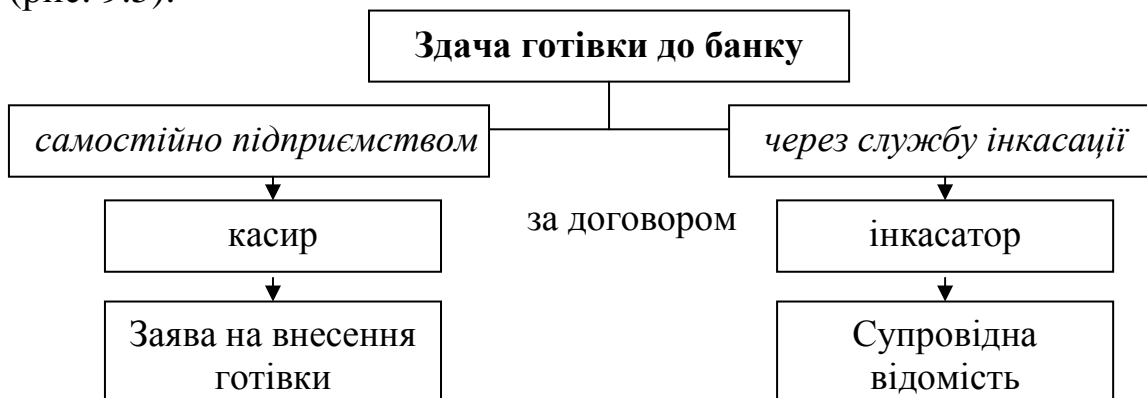 (рис. 9.3).
Здача готівки до банку
самостійно підприємством
через службу інкасації
касир
за договором
інкасатор
Заява на внесення
готівки
Супровідна
відомість